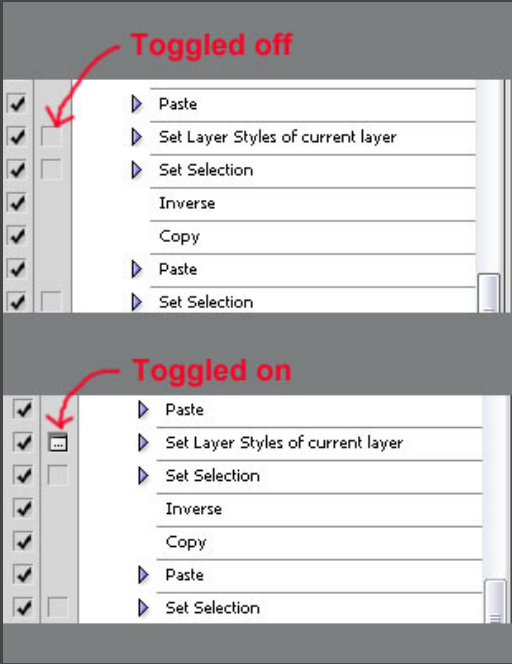 Toggled off
Paste
Set Layer Styles of current layer
Set Selection
Inverse
Copy
Paste
Set Selection
Toggled on
Paste
Set Layer Styles of current layer
Set Selection
Inverse
Copy
Paste
Set Selection